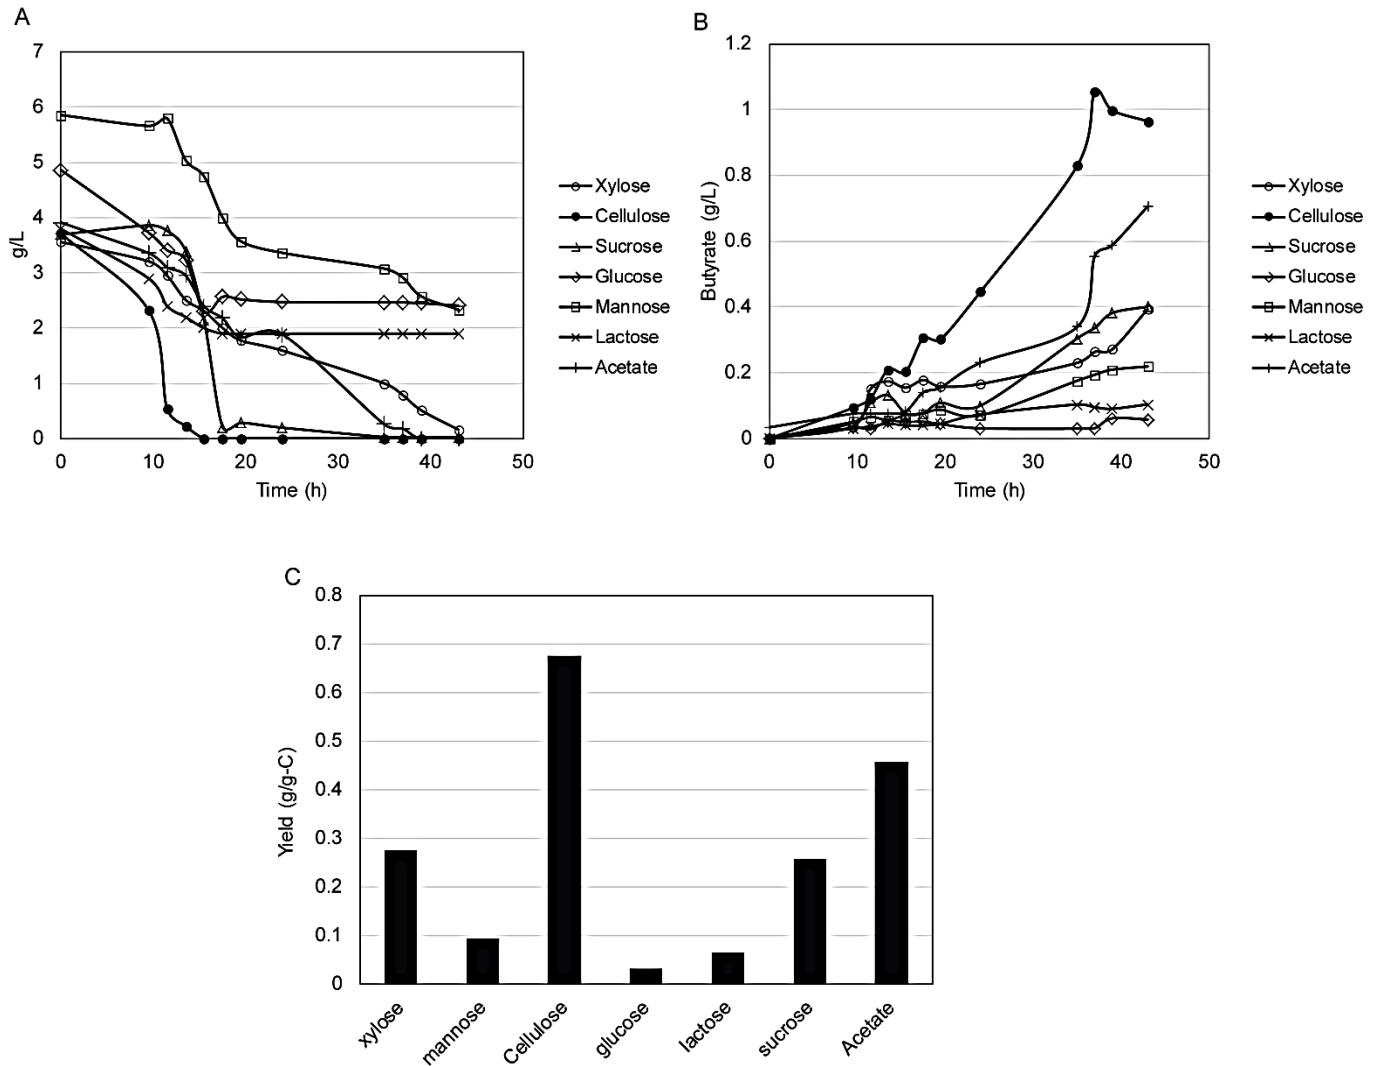 A
7
6
5
4
3
2
1
0
g/L
0 10 20 30 40 50
Time (h)
Xylose
Cellulose
Sucrose
Glucose
Mannose
Lactose
Acetate
B
1.2
1
0.8
0.6
0.4
0.2
0
Butyrate (g/L)
0 10 20 30 40 50
Time (h)
Xylose
Cellulose
Sucrose
Glucose
Mannose
Lactose
Acetate
C
0.8
0.7
0.6
0.5
0.4
0.3
0.2
0.1
0
Yield (g/g-C)
xylose
mannose
Cellulose
glucose
lactose
sucrose
Acetate